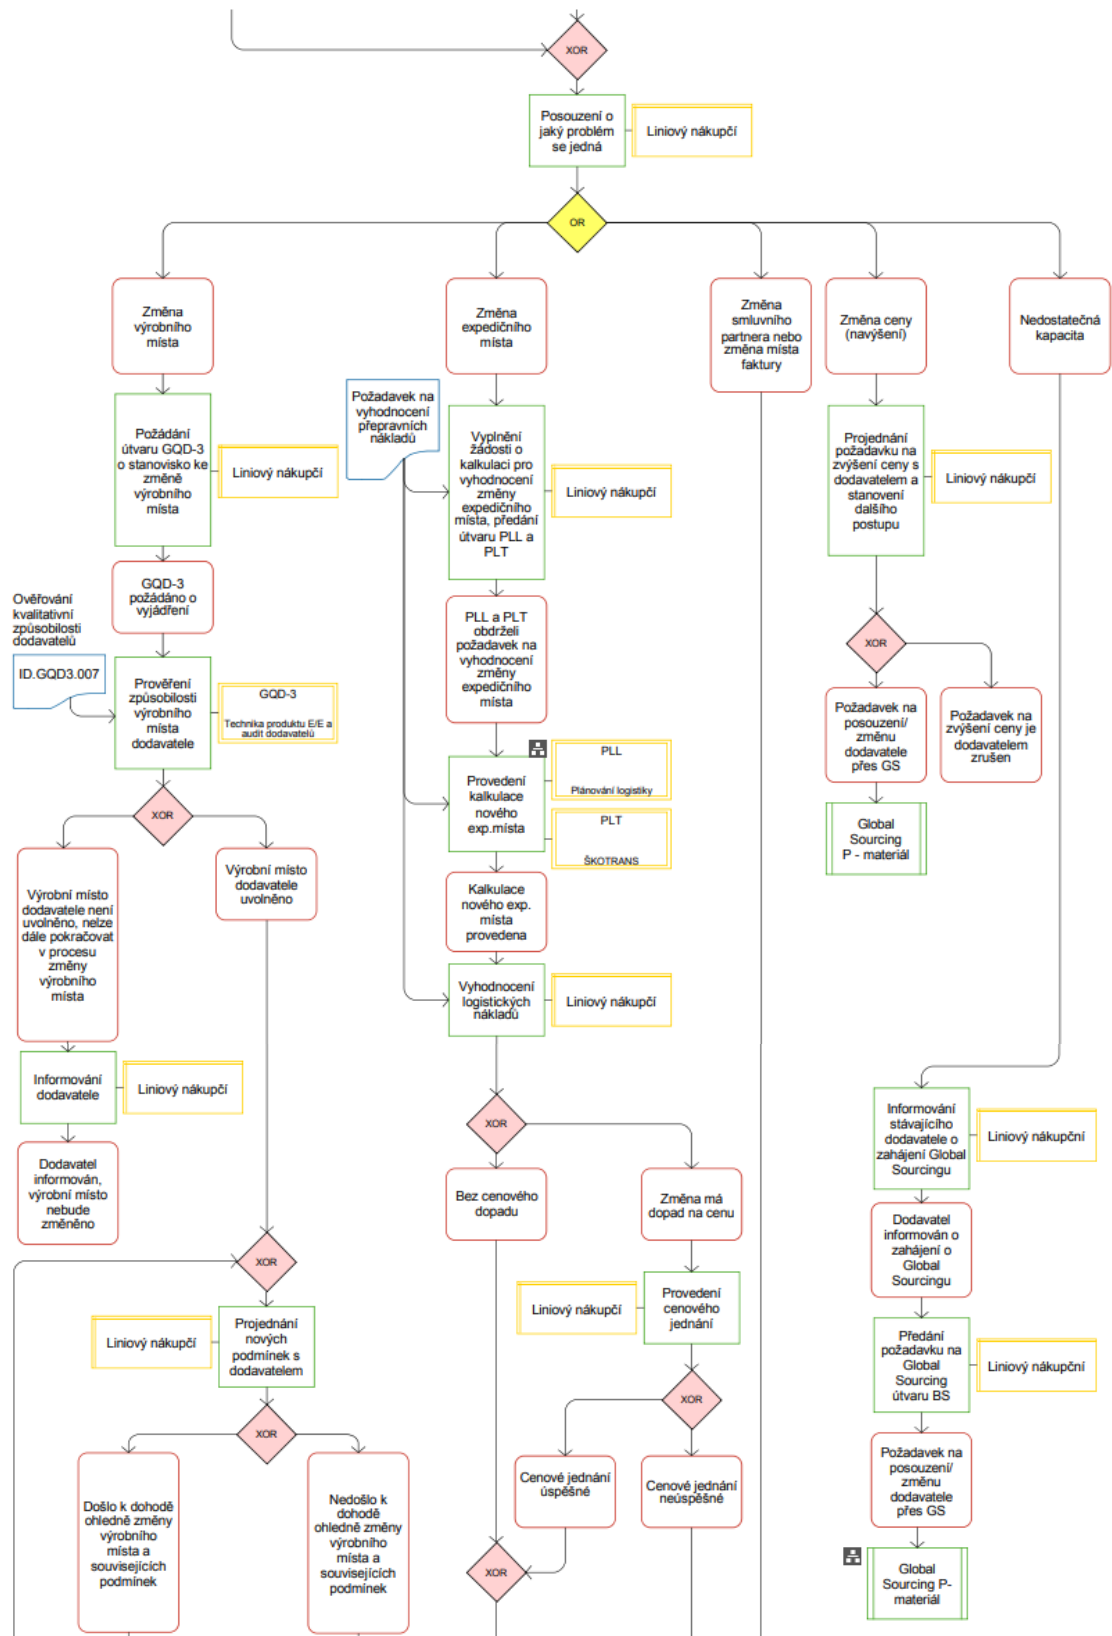 XOR
Posouzení o
jaký problém
se jedná
Liniový nákupčí
OR
Změna
výrobního
místa
Změna
expedičního
místa
Změna
smluvního
partnera nebo
změna místa
faktury
Změna ceny
(navýšení)
Nedostatečná
kapacita
Požádání
útvaru GQD-3
o stanovisko ke
změně
výrobního
místa
Liniový nákupčí
Požadavek na
vyhodnocení
přepravních
nákladů
Vyplnění
žádosti o
kalkulaci pro
vyhodnocení
změny
expedičního
místa, předání
útvaru PLL a
PLT
Liniový nákupčí
Projednání
požadavku na
zvýšení ceny s
dodavatelem a
stanovení
dalšího
postupu
Liniový nákupčí
GQD-3
požádáno o
vyjádření
Ověřování
kvalitativní
způsobilosti
dodavatelů
ID.GQD3.007
Prověření
způsobilosti
výrobního
místa
dodavatele
GQD-3
Technika produktu E/E a
audit dodavatelů
PLL a PLT
obdrželi
požadavek na
vyhodnocení
změny
expedičního
místa
XOR
Požadavek na
posouzení/
změnu
dodavatele
přes GS
Požadavek na
zvýšení ceny je
dodavatelem
zrušen
Provedení
kalkulace
nového
exp.místa
PLL
Plánování logistiky
PLT
ŠKOTRANS
Global
Sourcing
P - materiál
XOR
Výrobní místo
dodavatele není
uvolněno, nelze
dále pokračovat
v procesu
změny
výrobního
místa
Výrobní místo
dodavatele
uvolněno
Kalkulace
nového exp.
místa
provedena
Vyhodnocení
logistických
nákladů
Liniový nákupčí
Informování
dodavatele
Liniový nákupčí
Dodavatel
informován,
výrobní místo
nebude
změněno
XOR
Bez cenového
dopadu
Změna má
dopad na cenu
Informování
stávajícího
dodavatele o
zahájení Global
Sourcingu
Liniový nákupční
Dodavatel
informován o
zahájení o
Global
Sourcingu
XOR
Liniový nákupčí
Projednání
nových
podmínek s
dodavatelem
Liniový nákupčí
Provedení
cenového
jednání
Předání
požadavku na
Global
Sourcing
útvaru BS
Liniový nákupční
XOR
XOR
Došlo k dohodě
ohledně změny
výrobního
místa a
souvisejících
podmínek
Nedošlo k
dohodě
ohledně změny
výrobního
místa a
souvisejících
podmínek
Cenové jednání
úspěšné
Cenové jednání
neúspěšné
Požadavek na
posouzení/
změnu
dodavatele
přes GS
XOR
Global
Sourcing P-
materiál